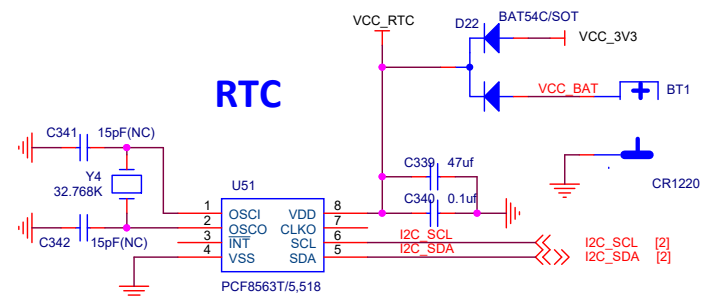 VCC_RTC
D22
BAT54C/SOT
VCC_3V3
RTC
VCC_BAT
BT1
C341
15pF(NC)
Y4
32.768K
C339
47uf
CR1220
U51
C340
0.1uf
1
OSCI
VDD
8
2
OSCO
CLKO
7
3
INT
SCL
6
I2C_SCL
I2C_SCL
[2]
4
VSS
SDA
5
I2C_SDA
I2C_SDA
[2]
C342
15pF(NC)
PCF8563T/5,518